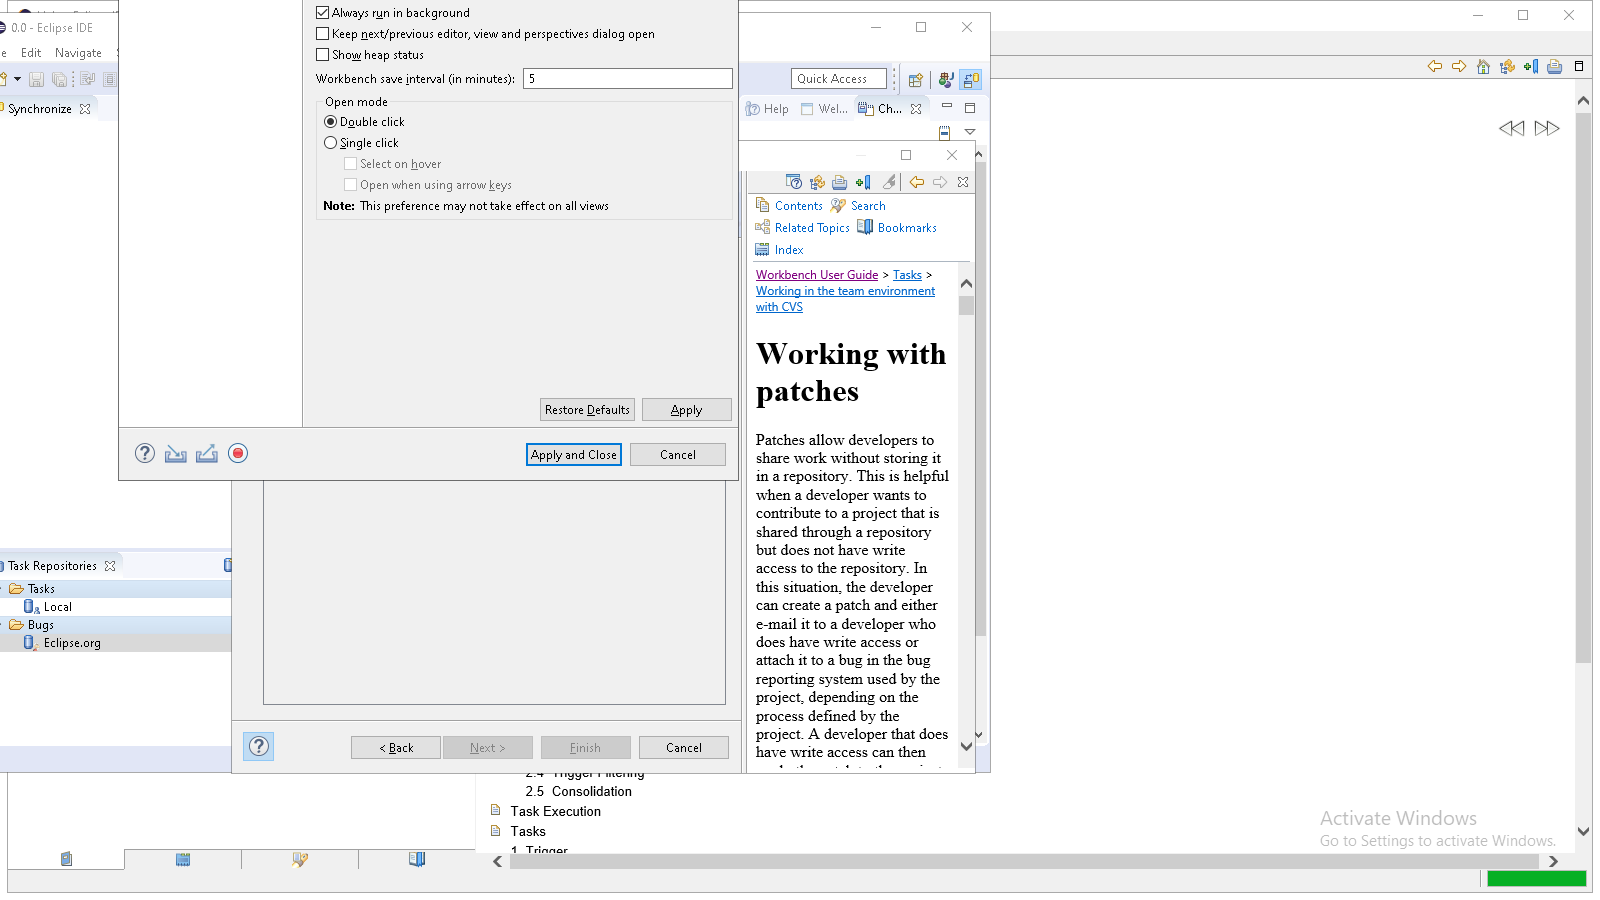 0.0 - Eclipse IDE
Edit Navigate
Synchronize
Always run in background
Keep next/previous editor, view and perspectives dialog open
Show heap status
Workbench save interval (in minutes): 5
Open mode
Double click
Single click
Select on hover
Open when using arrow keys
Note: This preference may not take effect on all views
Restore Defaults Apply
Apply and Close Cancel
Quick Access
Help Wel... Ch...
Contents Search
Related Topics Bookmarks
Index
Workbench User Guide > Tasks >
Working in the team environment
with CVS
Working with
patches
Patches allow developers to
share work without storing it
in a repository. This is helpful
when a developer wants to
contribute to a project that is
shared through a repository
but does not have write
access to the repository. In
this situation, the developer
can create a patch and either
e-mail it to a developer who
does have write access or
attach it to a bug in the bug
reporting system used by the
project, depending on the
process defined by the
project. A developer that does
have write access can then
Task Repositories
Tasks
Local
Bugs
Eclipse.org
< Back Next > Finish Cancel
2.4 Trigger Filtering
2.5 Consolidation
Task Execution
Tasks
1 Trigger
Activate Windows
Go to Settings to activate Windows.